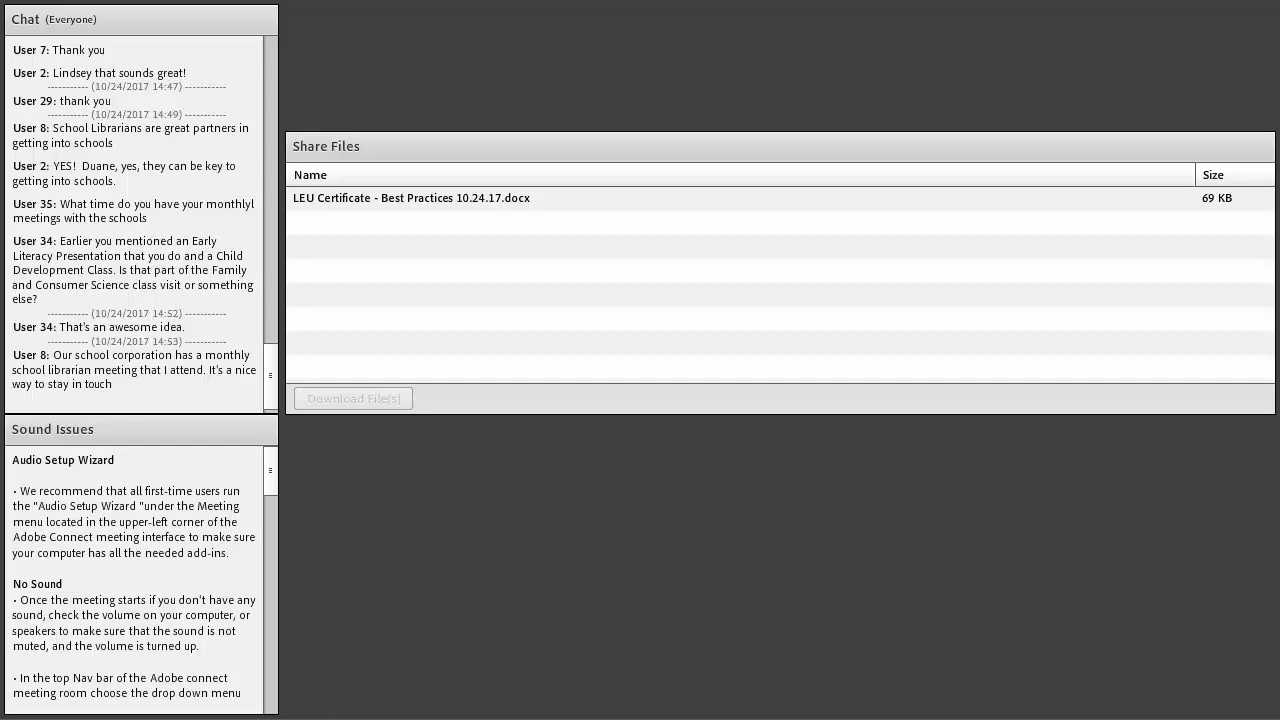 Chat (Everyone)
User 7: Thank you
User 2: Lindsey that sounds great!
----------- (10/24/2017 14:47) -----------
User 29: thank you
----------- (10/24/2017 14:49) -----------
User 8: School Librarians are great partners in
getting into schools
User 2: YES! Duane, yes, they can be key to
getting into schools.
User 35: What time do you have your monthlyl
meetings with the schools
User 34: Earlier you mentioned an Early
Literacy Presentation that you do and a Child
Development Class. Is that part of the Family
and Consumer Science class visit or something
else?
----------- (10/24/2017 14:52) -----------
User 34: That's an awesome idea.
----------- (10/24/2017 14:53) -----------
User 8: Our school corporation has a monthly
school librarian meeting that I attend. It's a nice
way to stay in touch
Sound Issues
Audio Setup Wizard
• We recommend that all first-time users run
the "Audio Setup Wizard "under the Meeting
menu located in the upper-left corner of the
Adobe Connect meeting interface to make sure
your computer has all the needed add-ins.
No Sound
• Once the meeting starts if you don't have any
sound, check the volume on your computer, or
speakers to make sure that the sound is not
muted, and the volume is turned up.
• In the top Nav bar of the Adobe connect
meeting room choose the drop down menu
Share Files
Name Size
LEU Certificate - Best Practices 10.24.17.docx 69 KB
Download File(s)